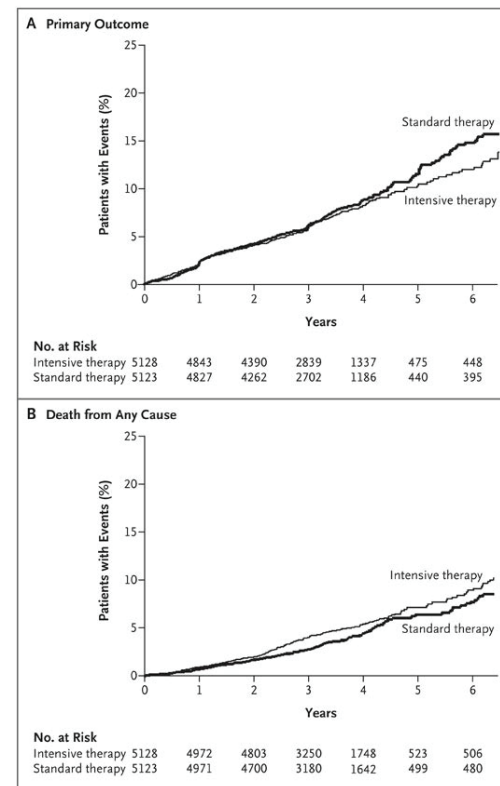 A Primary Outcome
25
20
15
10
5
0
Patients with Events (%)
Standard therapy
Intensive therapy
0 1 2 3 4 5 6
Years
No. at Risk
Intensive therapy 5128 4843 4390 2839 1337 475 448
Standard therapy 5123 4827 4262 2702 1186 440 395
B Death from Any Cause
25
20
15
10
5
0
Patients with Events (%)
Intensive therapy
Standard therapy
0 1 2 3 4 5 6
Years
No. at Risk
Intensive therapy 5128 4972 4803 3250 1748 523 506
Standard therapy 5123 4971 4700 3180 1642 499 480